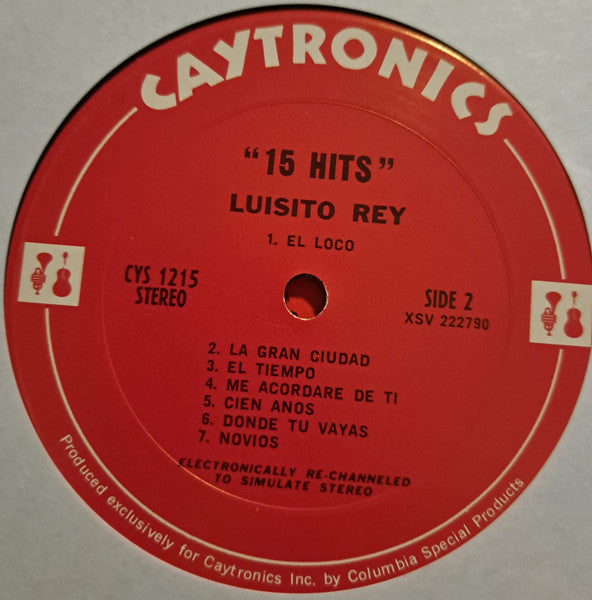 CAYTRONICS
"15 HITS"
LUISITO REY
1. EL LOCO
CYS 1215
STEREO
SIDE 2
XSV 222790
2. LA GRAN CIUDAD
3. EL TIEMPO
4. ME ACORDARE DE TI
5. CIEN ANOS
6. DONDE TU VAYAS
7. NOVIOS
ELECTRONICALLY RE-CHANNELED
TO SIMULATE STEREO
Produced exclusively for Caytronics Inc. by Columbia Special Products